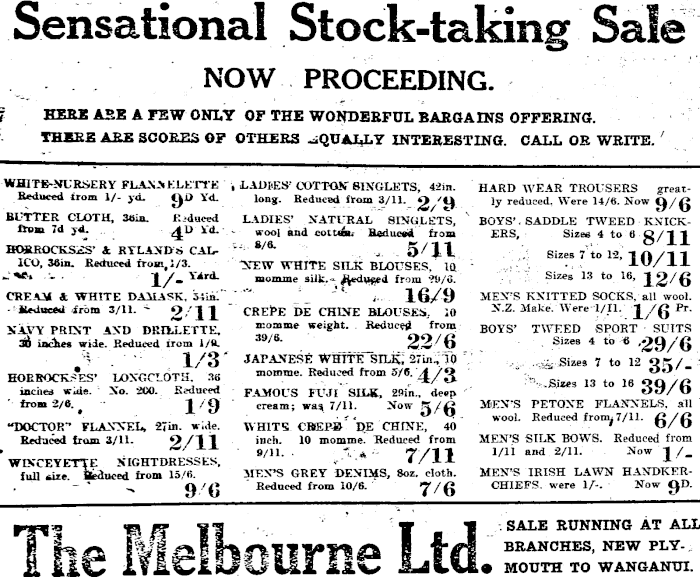 Sensational Stock-taking Sale
NOW PROCEEDING.
HERE ARE A FEW ONLY OF THE WONDERFUL BARGAINS OFFERING.
THERE ARE SCORES OF OTHERS EQUALLY INTERESTING. CALL OR WRITE.
WHITE NURSERY FLANNELETTE
Reduced from 1/- yd. 9D Yd.
BUTTER CLOTH, 36in. Reduced
from 7d yd. 4D Yd.
HORROCKSES' & RYLAND'S CAL-
ICO, 36in. Reduced from 1/3.
1/- Yard.
CREAM & WHITE DAMASK, 54in.
Reduced from 3/11. 2/11
NAVY PRINT AND DRILLETTE,
30 inches wide. Reduced from 1/9.
1/3
HORROCKSES' LONGCLOTH, 36
inches wide. No. 200. Reduced
from 2/6. 1/9
"DOCTOR" FLANNEL, 27in. wide.
Reduced from 3/11. 2/11
WINCEYETTE NIGHTDRESSES,
full size. Reduced from 15/6.
9/6
LADIES' COTTON SINGLETS, 42in.
long. Reduced from 3/11. 2/9
LADIES' NATURAL SINGLETS,
wool and cotton. Reduced from
8/6. 5/11
NEW WHITE SILK BLOUSES, 10
momme silk. Reduced from 29/6.
16/9
CREPE DE CHINE BLOUSES, 10
momme weight. Reduced from
39/6. 22/6
JAPANESE WHITE SILK, 27in., 10
momme. Reduced from 5/6. 4/3
FAMOUS FUJI SILK, 29in., deep
cream; was 7/11. Now 5/6
WHITE CREPE DE CHINE, 40
inch. 10 momme. Reduced from
9/11. 7/11
MEN'S GREY DENIMS, 8oz. cloth.
Reduced from 10/6. 7/6
HARD WEAR TROUSERS great-
ly reduced. Were 14/6. Now 9/6
BOYS' SADDLE TWEED KNICK-
ERS, Sizes 4 to 6 8/11
Sizes 7 to 12, 10/11
Sizes 13 to 16, 12/6
MEN'S KNITTED SOCKS, all wool.
N.Z. Make. Were 1/11. 1/6 Pr.
BOYS' TWEED SPORT SUITS
Sizes 4 to 6 29/6
Sizes 7 to 12 35/-
Sizes 13 to 16 39/6
MEN'S PETONE FLANNELS, all
wool. Reduced from 7/11. 6/6
MEN'S SILK BOWS. Reduced from
1/11 and 2/11. Now 1/-
MEN'S IRISH LAWN HANDKER-
CHIEFS. were 1/-. Now 9D.
The Melbourne Ltd.
SALE RUNNING AT ALL
BRANCHES, NEW PLY-
MOUTH TO WANGANUI.